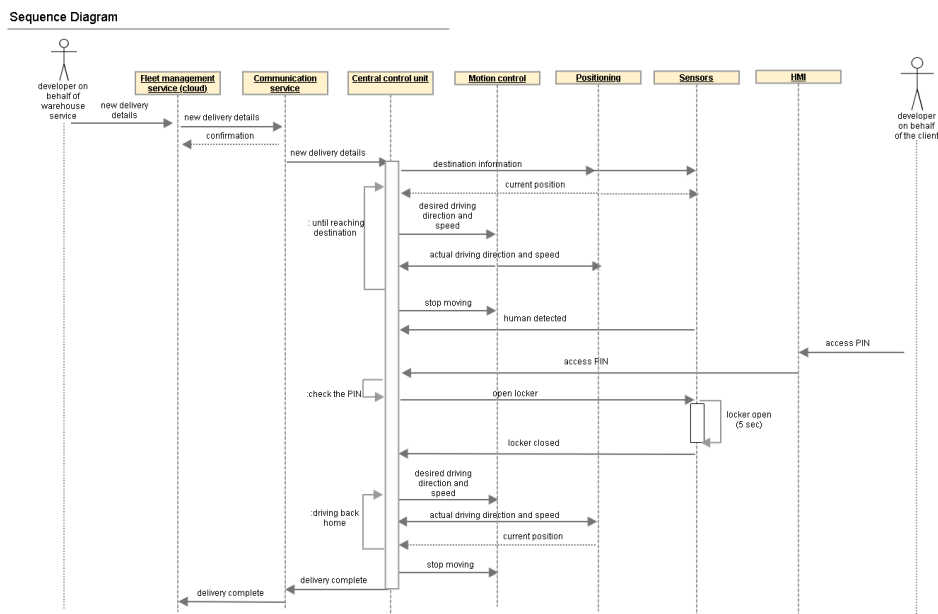 Sequence Diagram
developer on
behalf of
warehouse
service
Fleet management
service (cloud)
Communication
service
Central control unit
Motion control
Positioning
Sensors
HMI
developer
on behalf
of the client
new delivery
details
new delivery details
confirmation
new delivery details
destination information
current position
: until reaching
destination
desired driving
direction and
speed
actual driving direction and speed
stop moving
human detected
access PIN
access PIN
:check the PIN
open locker
locker open
(5 sec)
locker closed
desired driving
direction and
speed
:driving back
home
actual driving direction and speed
current position
stop moving
delivery complete
delivery complete